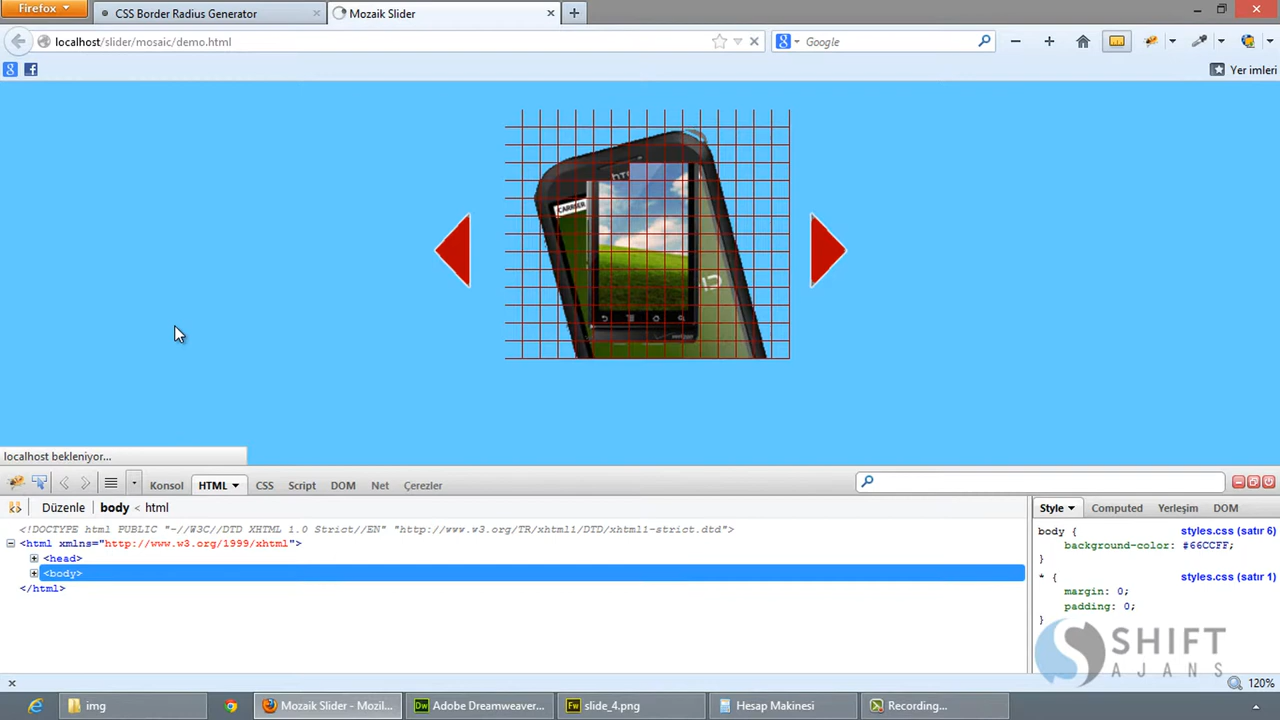 Firefox
CSS Border Radius Generator
Mozaik Slider
localhost/slider/mosaic/demo.html
Google
Yer imleri
CARRIER
localhost bekleniyor...
Konsol HTML CSS Script DOM Net Çerezler
Düzenle body < html
Style Computed Yerleşim DOM
<!DOCTYPE html PUBLIC "-//W3C//DTD XHTML 1.0 Strict//EN" "http://www.w3.org/TR/xhtml1/DTD/xhtml1-strict.dtd">
<html xmlns="http://www.w3.org/1999/xhtml">
<head>
<body>
</html>
body { styles.css (satır 6)
background-color: #66CCFF;
}
* { styles.css (satır 1)
margin: 0;
padding: 0;
}
SHIFT
AJANS
120%
img
Mozaik Slider - Mozil...
Adobe Dreamweaver...
slide_4.png
Hesap Makinesi
Recording...